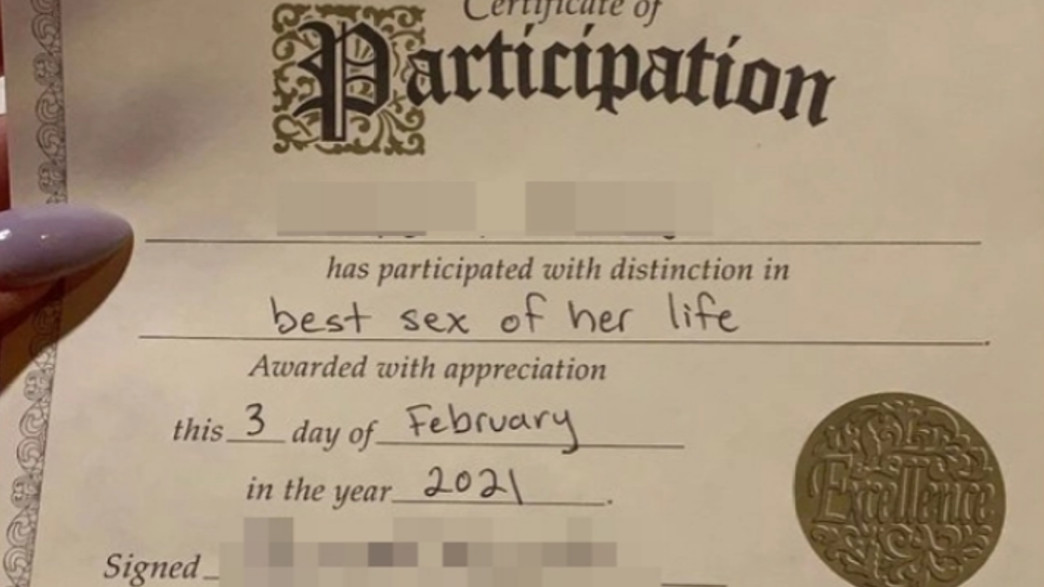 Certificate of
Participation
has participated with distinction in
best sex of her life.
Awarded with appreciation
this 3 day of February
in the year 2021.
Excellence
Signed